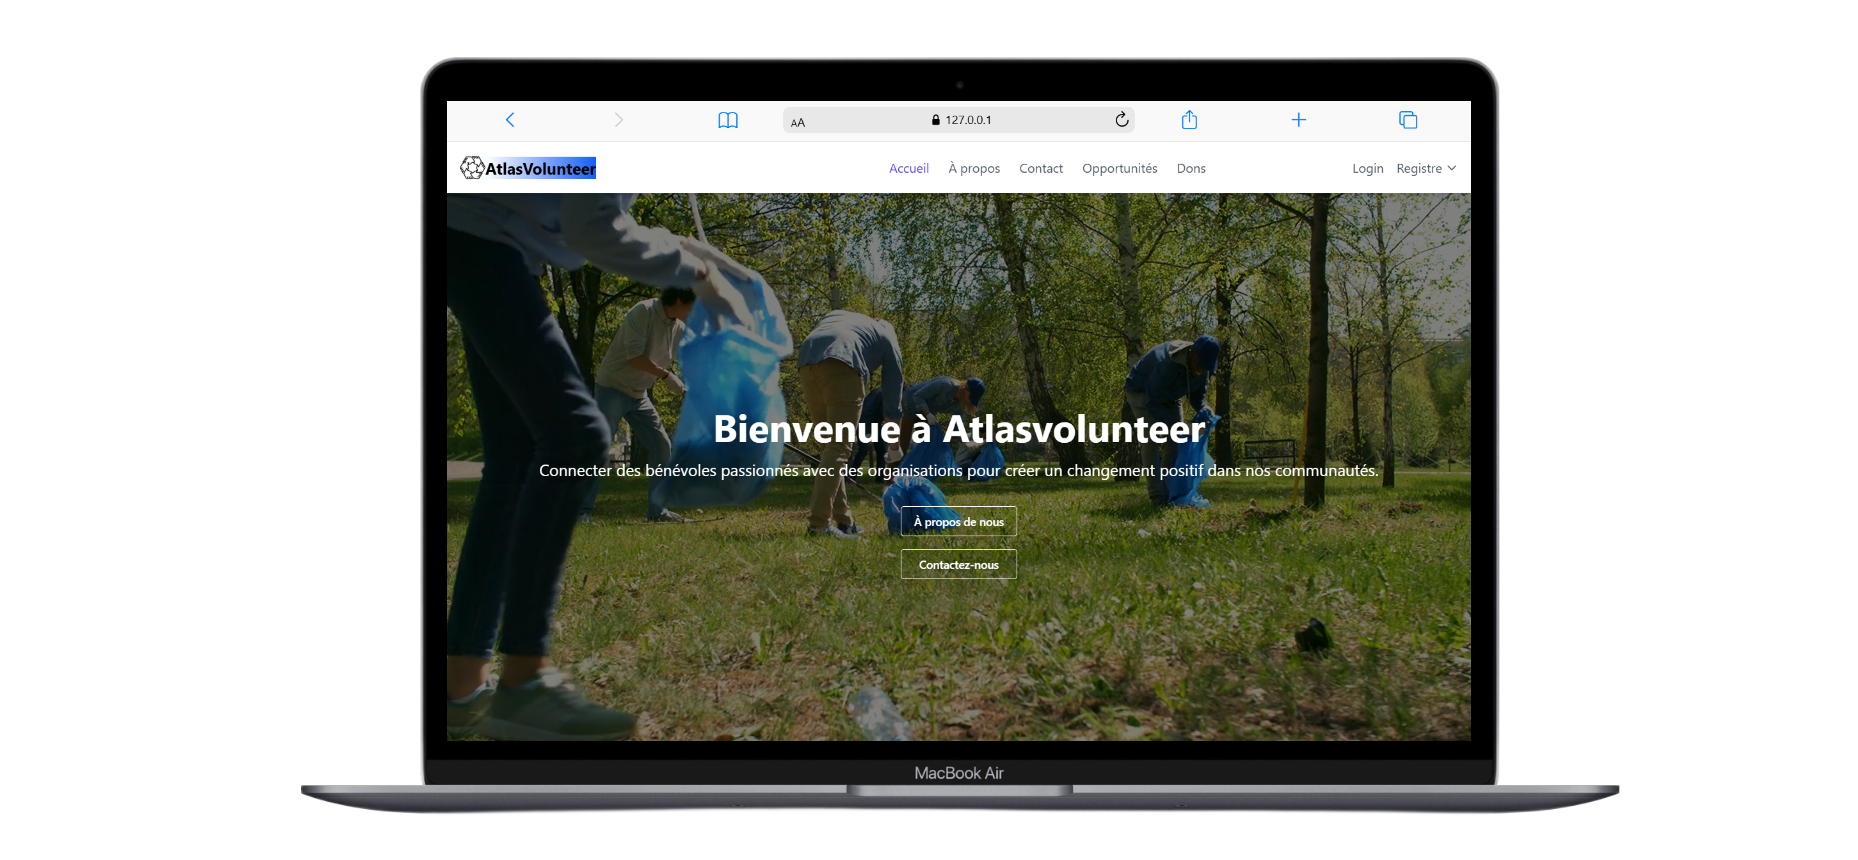 AA 127.0.0.1
AtlasVolunteer Accueil À propos Contact Opportunités Dons Login Registre
Bienvenue à Atlasvolunteer
Connecter des bénévoles passionnés avec des organisations pour créer un changement positif dans nos communautés.
À propos de nous
Contactez-nous
MacBook Air